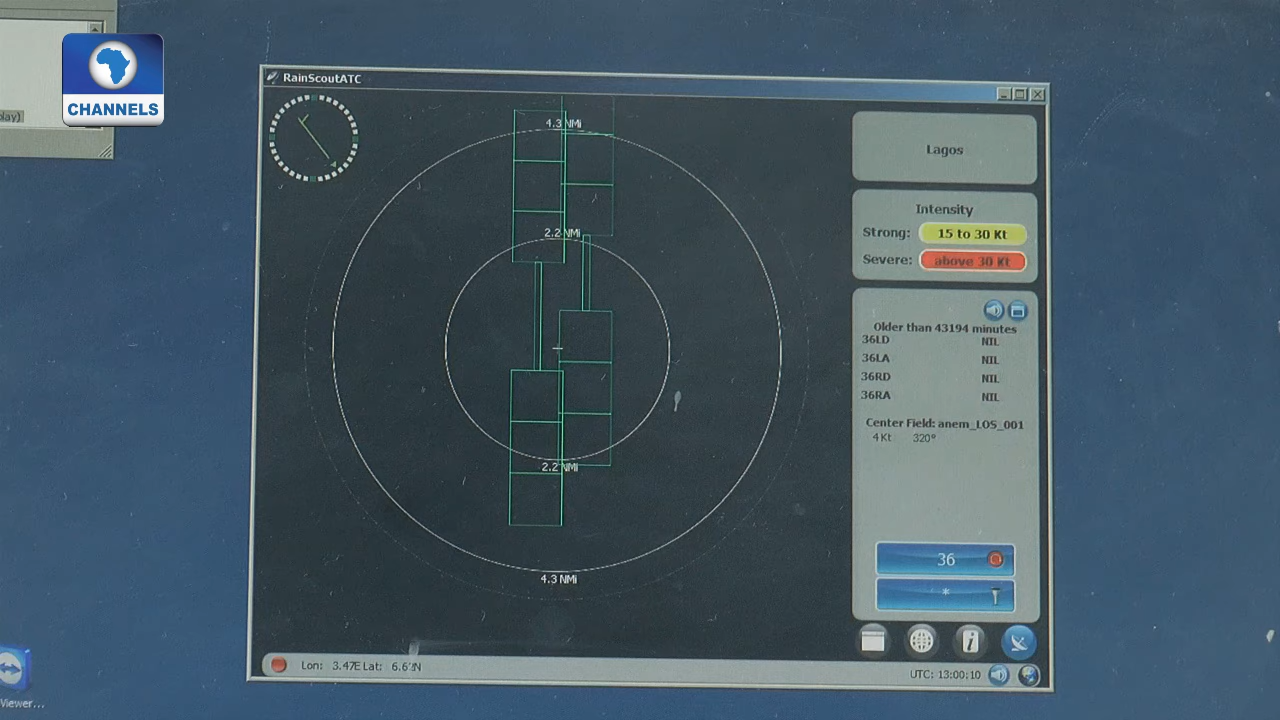 CHANNELS
RainScoutATC
4.3 NMi
2.2 NMi
2.2 NMi
4.3 NMi
Lagos
Intensity
Strong: 15 to 30 Kt
Severe: above 30 Kt
Older than 43194 minutes
36LD NIL
36LA NIL
36RD NIL
36RA NIL
Center Field: anem_LOS_001
4 Kt 320°
36
*
Lon: 3.47E Lat:
UTC: 13:00:10
Viewer...